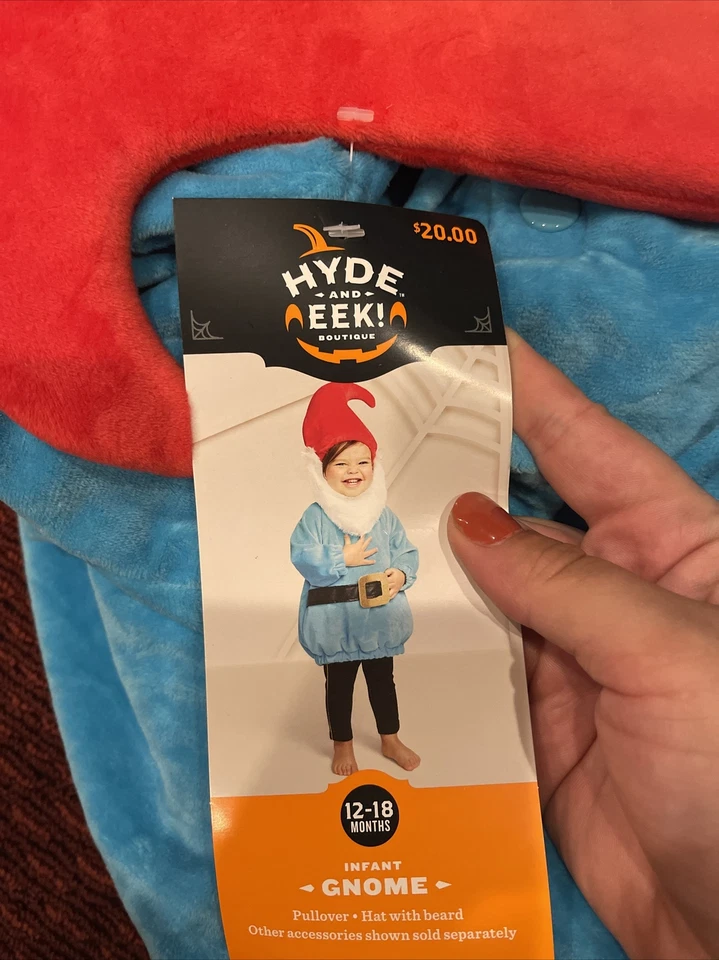 $20.00
HYDE
AND
EEK!
BOUTIQUE
12-18
MONTHS
INFANT
GNOME
Pullover • Hat with beard
Other accessories shown sold separately